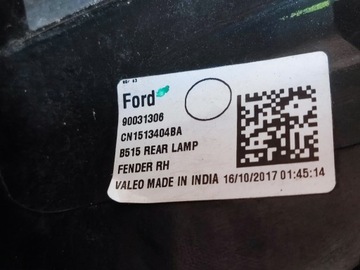 Ford
90031306
CN1513404BA
B515 REAR LAMP
FENDER RH
VALEO MADE IN INDIA 16/10/2017 01:45:14